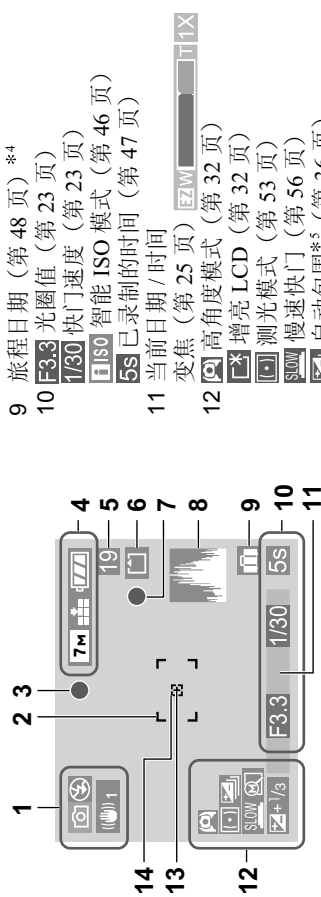 1
2
3
4
5
6
7
8
9
10
11
12
13
14
7M
19
1
SLOW M
+1/3
F3.3 1/30 5s
9 旅程日期（第 48 页）*4
10 F3.3 光圈值（第 23 页）
1/30 快门速度（第 23 页）
iISO 智能 ISO 模式（第 46 页）
5s 已录制的时间（第 47 页）
11 当前日期 / 时间
变焦（第 25 页） EZ W T 1X
12 高角度模式（第 32 页）
增亮 LCD（第 32 页）
测光模式（第 53 页）
SLOW 慢速快门（第 56 页）